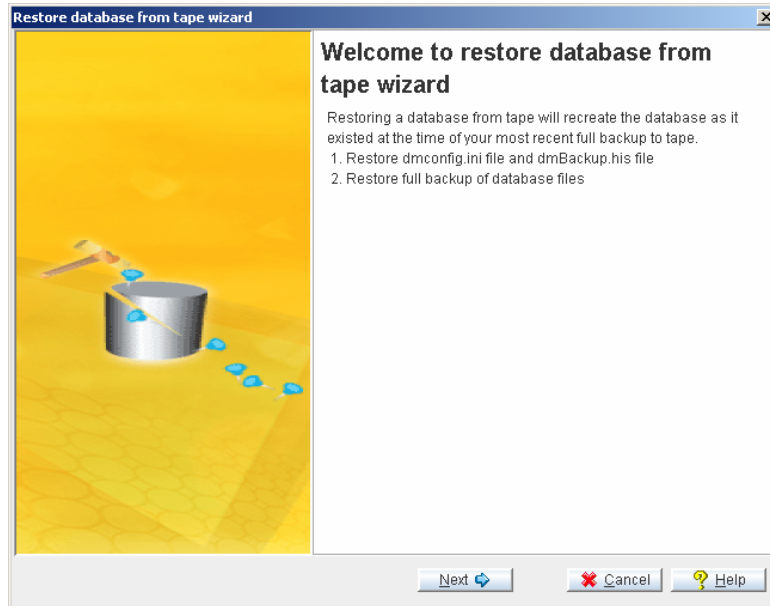 Restore database from tape wizard
Welcome to restore database from
tape wizard
Restoring a database from tape will recreate the database as it
existed at the time of your most recent full backup to tape.
1. Restore dmconfig.ini file and dmBackup.his file
2. Restore full backup of database files
Next
Cancel
Help